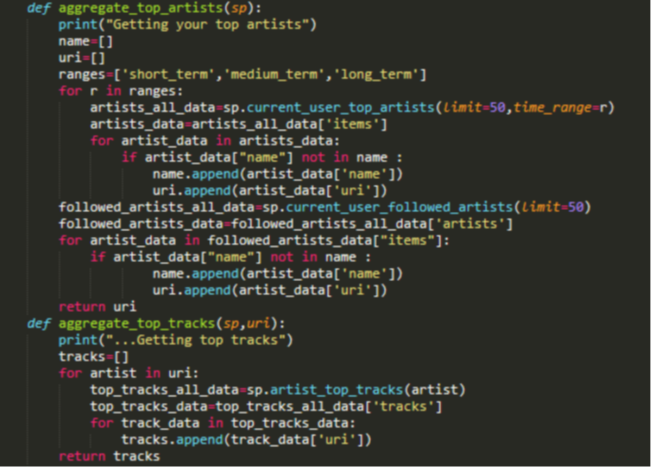 def aggregate_top_artists(sp):
    print("Getting your top artists")
    name=[]
    uri=[]
    ranges=['short_term','medium_term','long_term']
    for r in ranges:
        artists_all_data=sp.current_user_top_artists(limit=50,time_range=r)
        artists_data=artists_all_data['items']
        for artist_data in artists_data:
            if artist_data["name"] not in name :
                name.append(artist_data['name'])
                uri.append(artist_data['uri'])
    followed_artists_all_data=sp.current_user_followed_artists(limit=50)
    followed_artists_data=followed_artists_all_data['artists']
    for artist_data in followed_artists_data["items"]:
        if artist_data["name"] not in name :
                name.append(artist_data['name'])
                uri.append(artist_data['uri'])
    return uri
def aggregate_top_tracks(sp,uri):
    print("...Getting top tracks")
    tracks=[]
    for artist in uri:
        top_tracks_all_data=sp.artist_top_tracks(artist)
        top_tracks_data=top_tracks_all_data['tracks']
        for track_data in top_tracks_data:
            tracks.append(track_data['uri'])
    return tracks